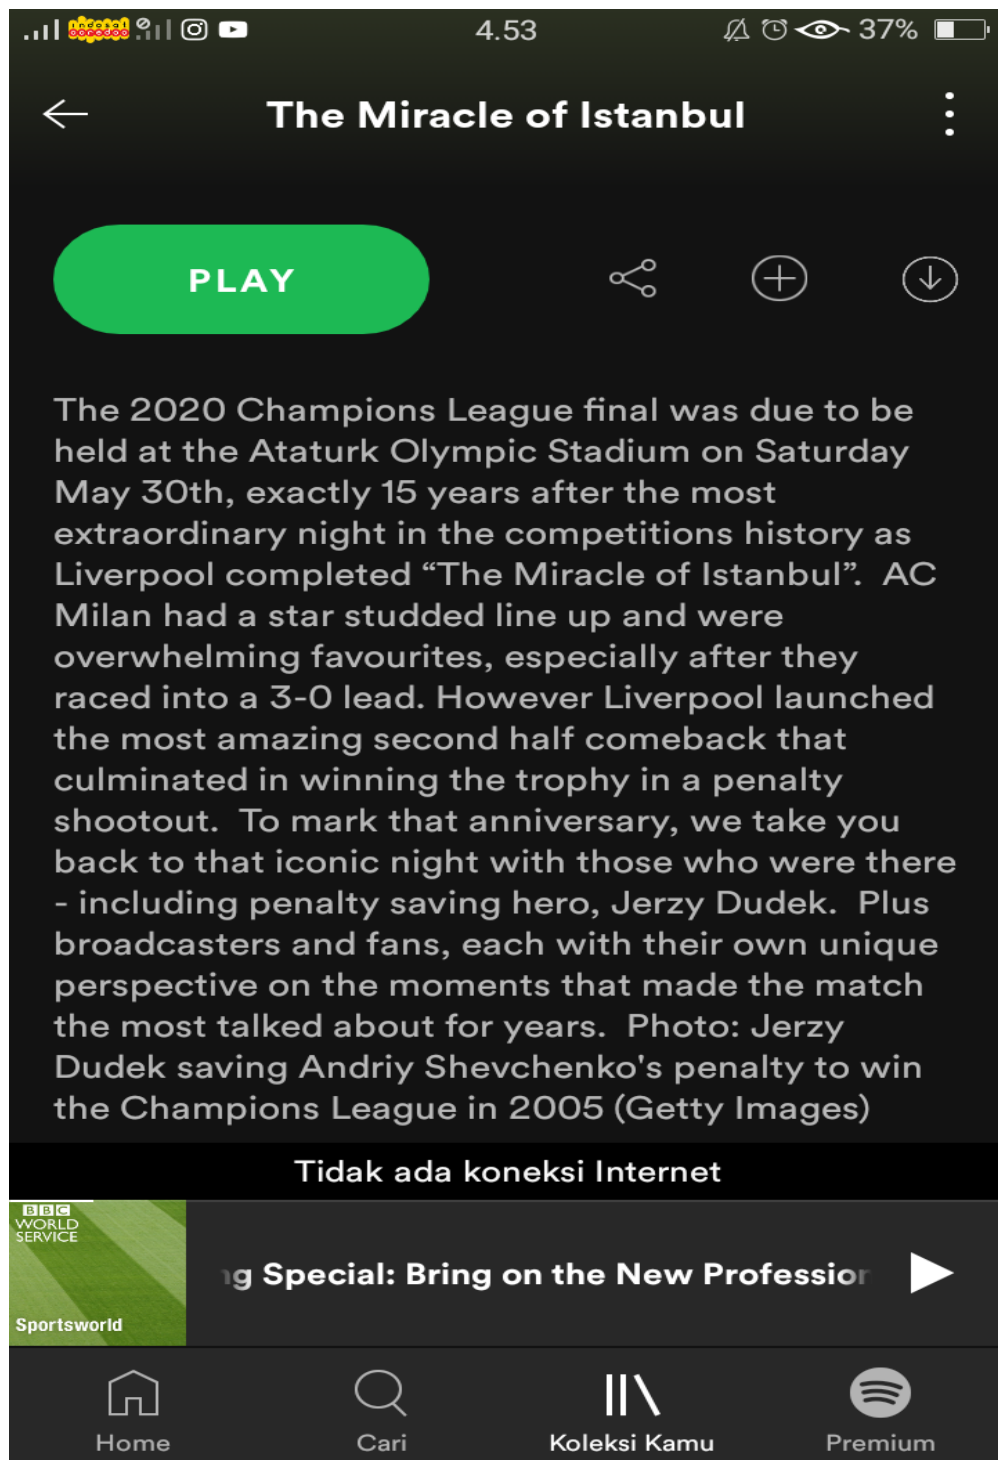 indosat
ooredoo
4.53
37%
The Miracle of Istanbul
PLAY
The 2020 Champions League final was due to be
held at the Ataturk Olympic Stadium on Saturday
May 30th, exactly 15 years after the most
extraordinary night in the competitions history as
Liverpool completed “The Miracle of Istanbul”.  AC
Milan had a star studded line up and were
overwhelming favourites, especially after they
raced into a 3-0 lead. However Liverpool launched
the most amazing second half comeback that
culminated in winning the trophy in a penalty
shootout.  To mark that anniversary, we take you
back to that iconic night with those who were there
- including penalty saving hero, Jerzy Dudek.  Plus
broadcasters and fans, each with their own unique
perspective on the moments that made the match
the most talked about for years.  Photo: Jerzy
Dudek saving Andriy Shevchenko's penalty to win
the Champions League in 2005 (Getty Images)
Tidak ada koneksi Internet
BBC
WORLD
SERVICE
Sportsworld
ng Special: Bring on the New Profession
Home
Cari
Koleksi Kamu
Premium